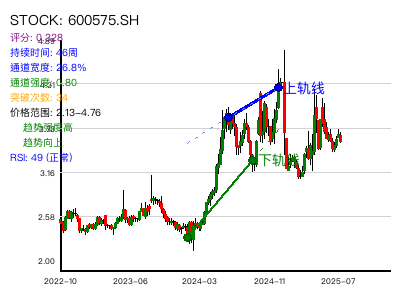 STOCK: 600575.SH
评分: 0.328
持续时间: 46周
通道宽度: 26.8%
通道强度: 0.80
突破次数: 34
价格范围: 2.13-4.76
趋势强度高
趋势向上
RSI: 49 (正常)
上轨线
下轨线
3.16
2.58
2.00
2022-10
2023-06
2024-03
2024-11
2025-07